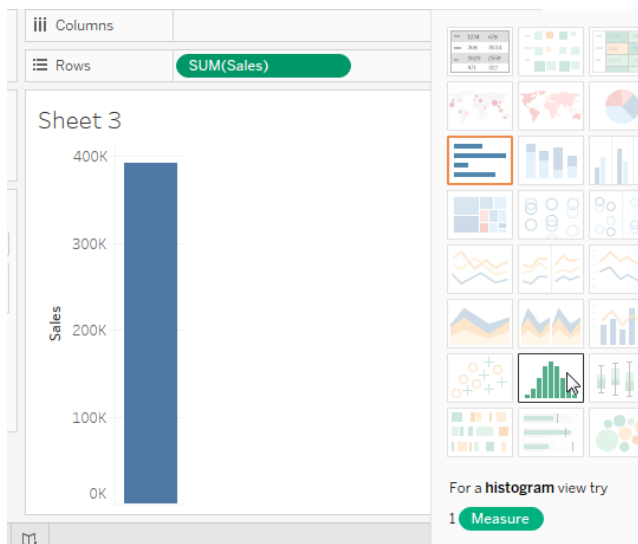 Columns
Rows SUM(Sales)
Sheet 3
400K
300K
200K
100K
0K
Sales
For a histogram view try
1 Measure